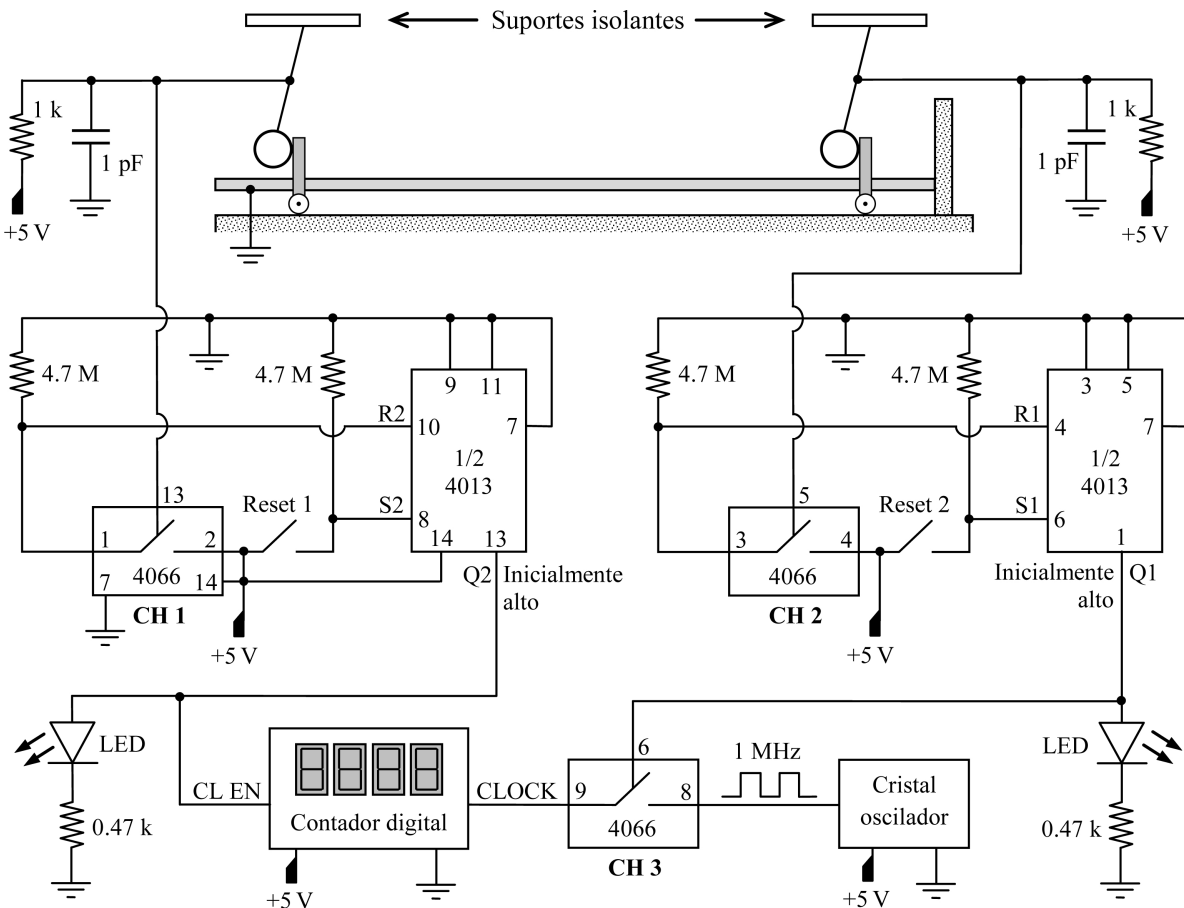 Suportes isolantes
1 k
1 pF
+5 V
1 k
1 pF
+5 V
4.7 M
4.7 M
9
11
R2
10
7
1/2
4013
13
Reset 1
S2
8
14
13
1
2
7
4066
14
CH 1
+5 V
Q2
Inicialmente
alto
4.7 M
4.7 M
3
5
R1
4
7
1/2
4013
5
Reset 2
S1
6
1
3
4
4066
CH 2
+5 V
Inicialmente
alto
Q1
LED
0.47 k
CL EN
Contador digital
+5 V
CLOCK
6
9
8
4066
CH 3
1 MHz
Cristal
oscilador
+5 V
LED
0.47 k